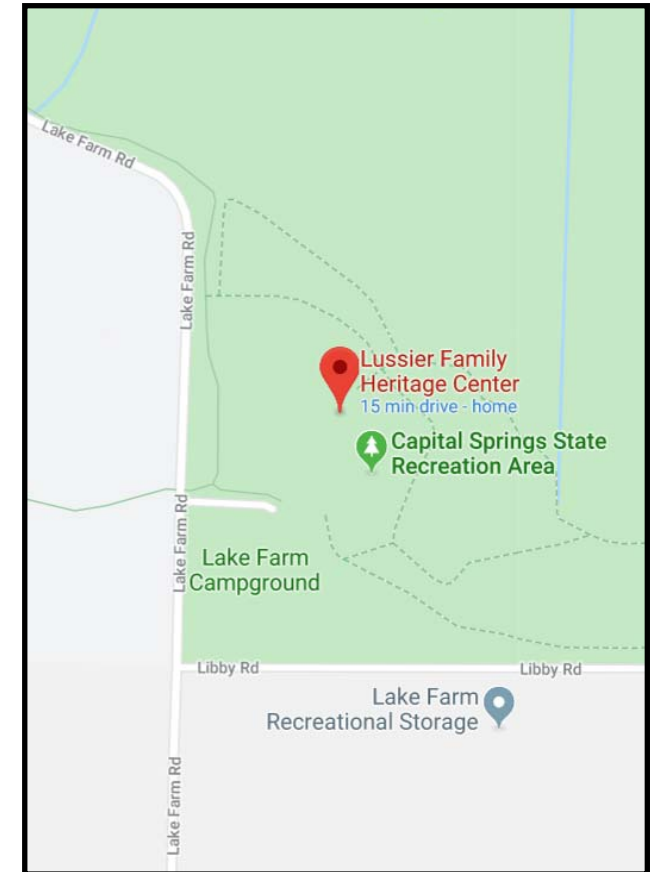 Lake Farm Rd
Lake Farm Rd
Lussier Family
Heritage Center
15 min drive - home
Capital Springs State
Recreation Area
Lake Farm Rd
Lake Farm
Campground
Libby Rd
Libby Rd
Lake Farm
Recreational Storage
Lake Farm Rd